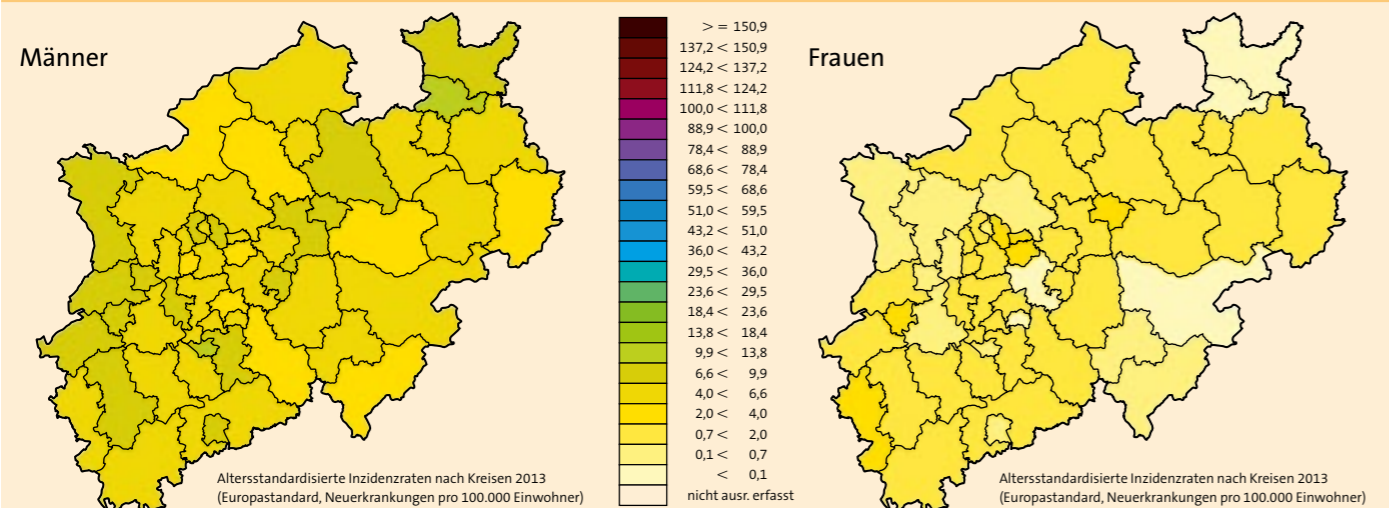 Männer
Frauen
> = 150,9
137,2 < 150,9
124,2 < 137,2
111,8 < 124,2
100,0 < 111,8
88,9 < 100,0
78,4 < 88,9
68,6 < 78,4
59,5 < 68,6
51,0 < 59,5
43,2 < 51,0
36,0 < 43,2
29,5 < 36,0
23,6 < 29,5
18,4 < 23,6
13,8 < 18,4
9,9 < 13,8
6,6 < 9,9
4,0 < 6,6
2,0 < 4,0
0,7 < 2,0
0,1 < 0,7
< 0,1
nicht ausr. erfasst
Altersstandardisierte Inzidenzraten nach Kreisen 2013
(Europastandard, Neuerkrankungen pro 100.000 Einwohner)
Altersstandardisierte Inzidenzraten nach Kreisen 2013
(Europastandard, Neuerkrankungen pro 100.000 Einwohner)